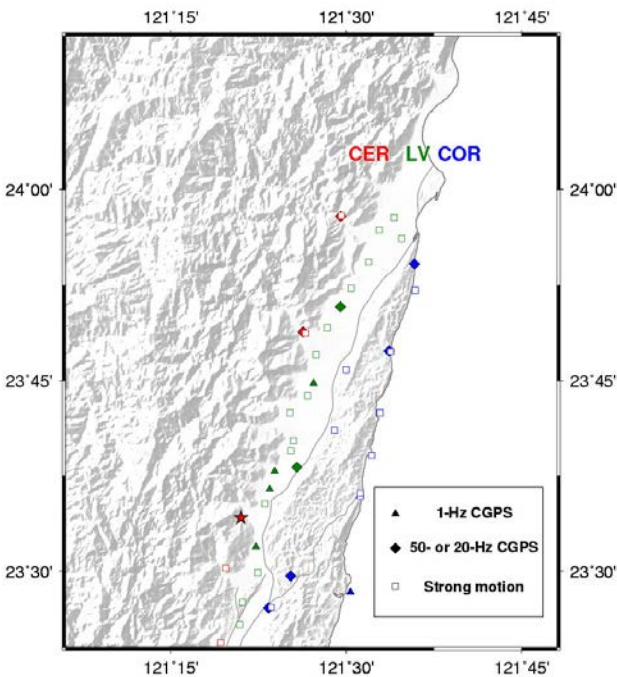 121°15' 121°30' 121°45'
CER LV COR
24°00' 24°00'
23°45' 23°45'
1-Hz CGPS
50- or 20-Hz CGPS
23°30' 23°30'
Strong motion
121°15' 121°30' 121°45'